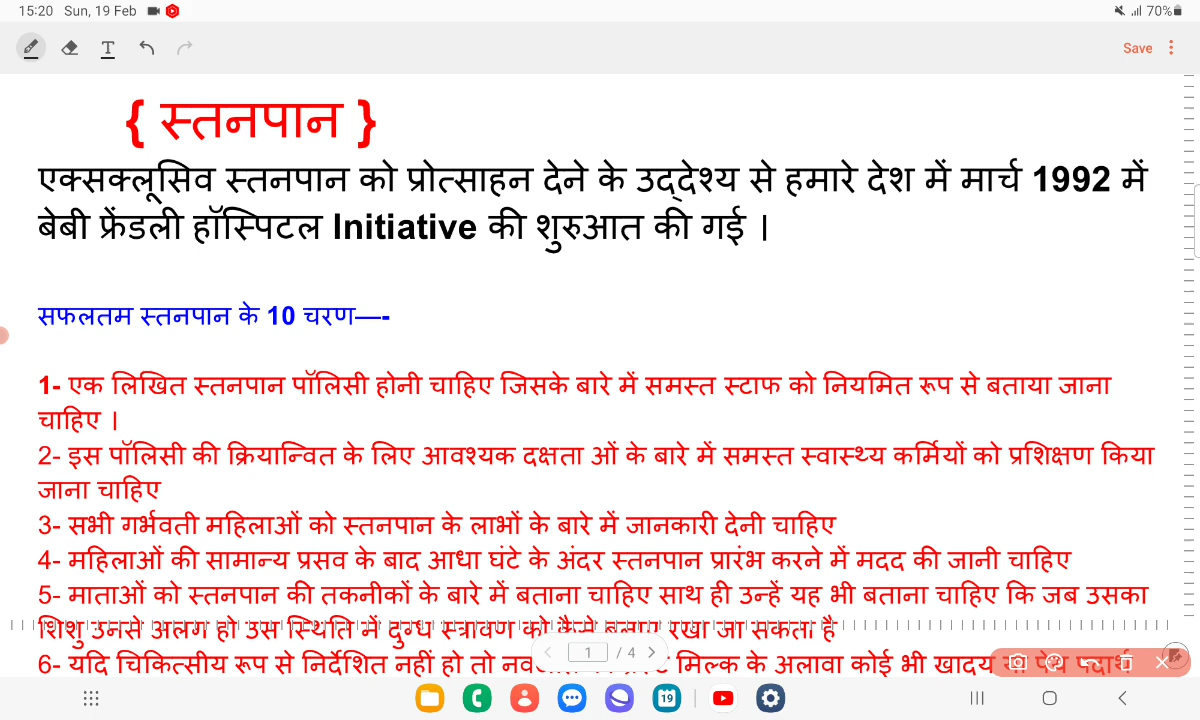 15:20 Sun, 19 Feb 70%
T Save
{ स्तनपान }
एक्सक्लूसिव स्तनपान को प्रोत्साहन देने के उद्देश्य से हमारे देश में मार्च 1992 में
बेबी फ्रेंडली हॉस्पिटल Initiative की शुरुआत की गई ।
सफलतम स्तनपान के 10 चरण—-
1- एक लिखित स्तनपान पॉलिसी होनी चाहिए जिसके बारे में समस्त स्टाफ को नियमित रूप से बताया जाना
चाहिए ।
2- इस पॉलिसी की क्रियान्वित के लिए आवश्यक दक्षता ओं के बारे में समस्त स्वास्थ्य कर्मियों को प्रशिक्षण किया
जाना चाहिए
3- सभी गर्भवती महिलाओं को स्तनपान के लाभों के बारे में जानकारी देनी चाहिए
4- महिलाओं की सामान्य प्रसव के बाद आधा घंटे के अंदर स्तनपान प्रारंभ करने में मदद की जानी चाहिए
5- माताओं को स्तनपान की तकनीकों के बारे में बताना चाहिए साथ ही उन्हें यह भी बताना चाहिए कि जब उसका
शिशु उनसे अलग हो उस स्थिति में दुग्ध स्त्रावण को कैसे बनाए रखा जा सकता है
1 / 4
6- यदि चिकित्सीय रूप से निर्देशित नहीं हो तो मिल्क के अलावा कोई भी खादय पेय पदार्थ
19